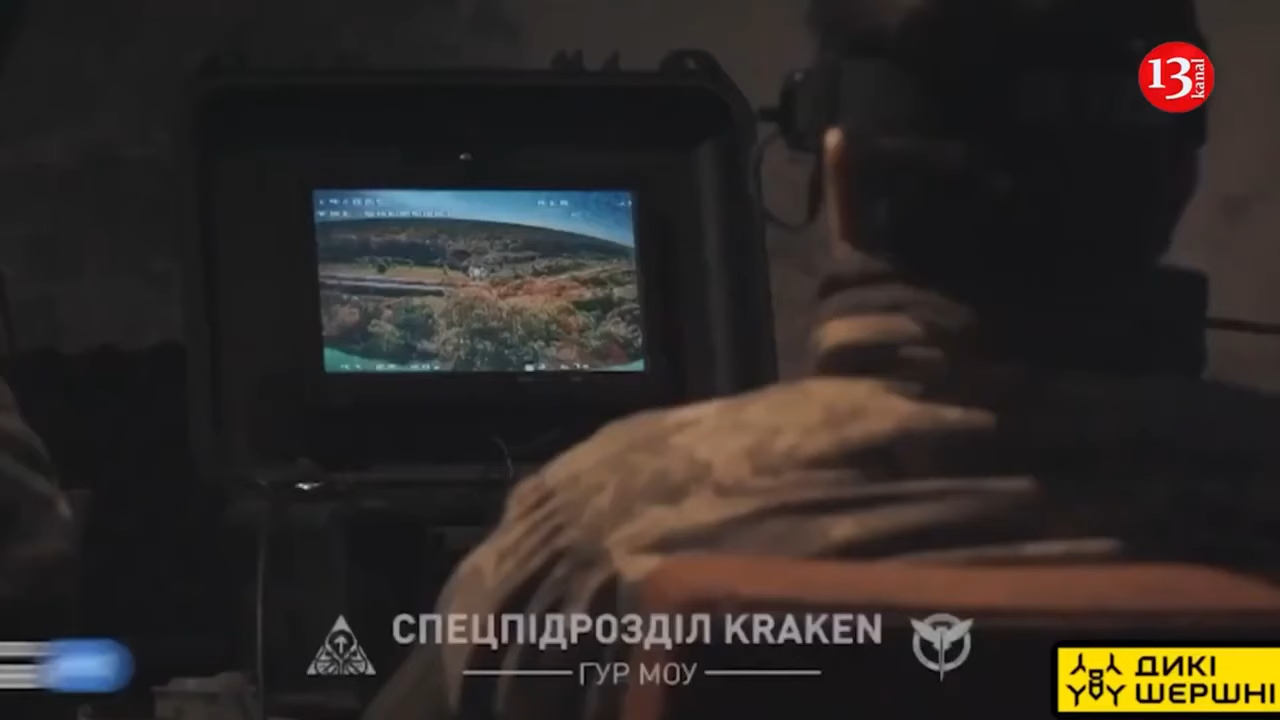 13 kanal
СПЕЦПІДРОЗДІЛ KRAKEN
ГУР МОУ
ДИКІ
ШЕРШНІ